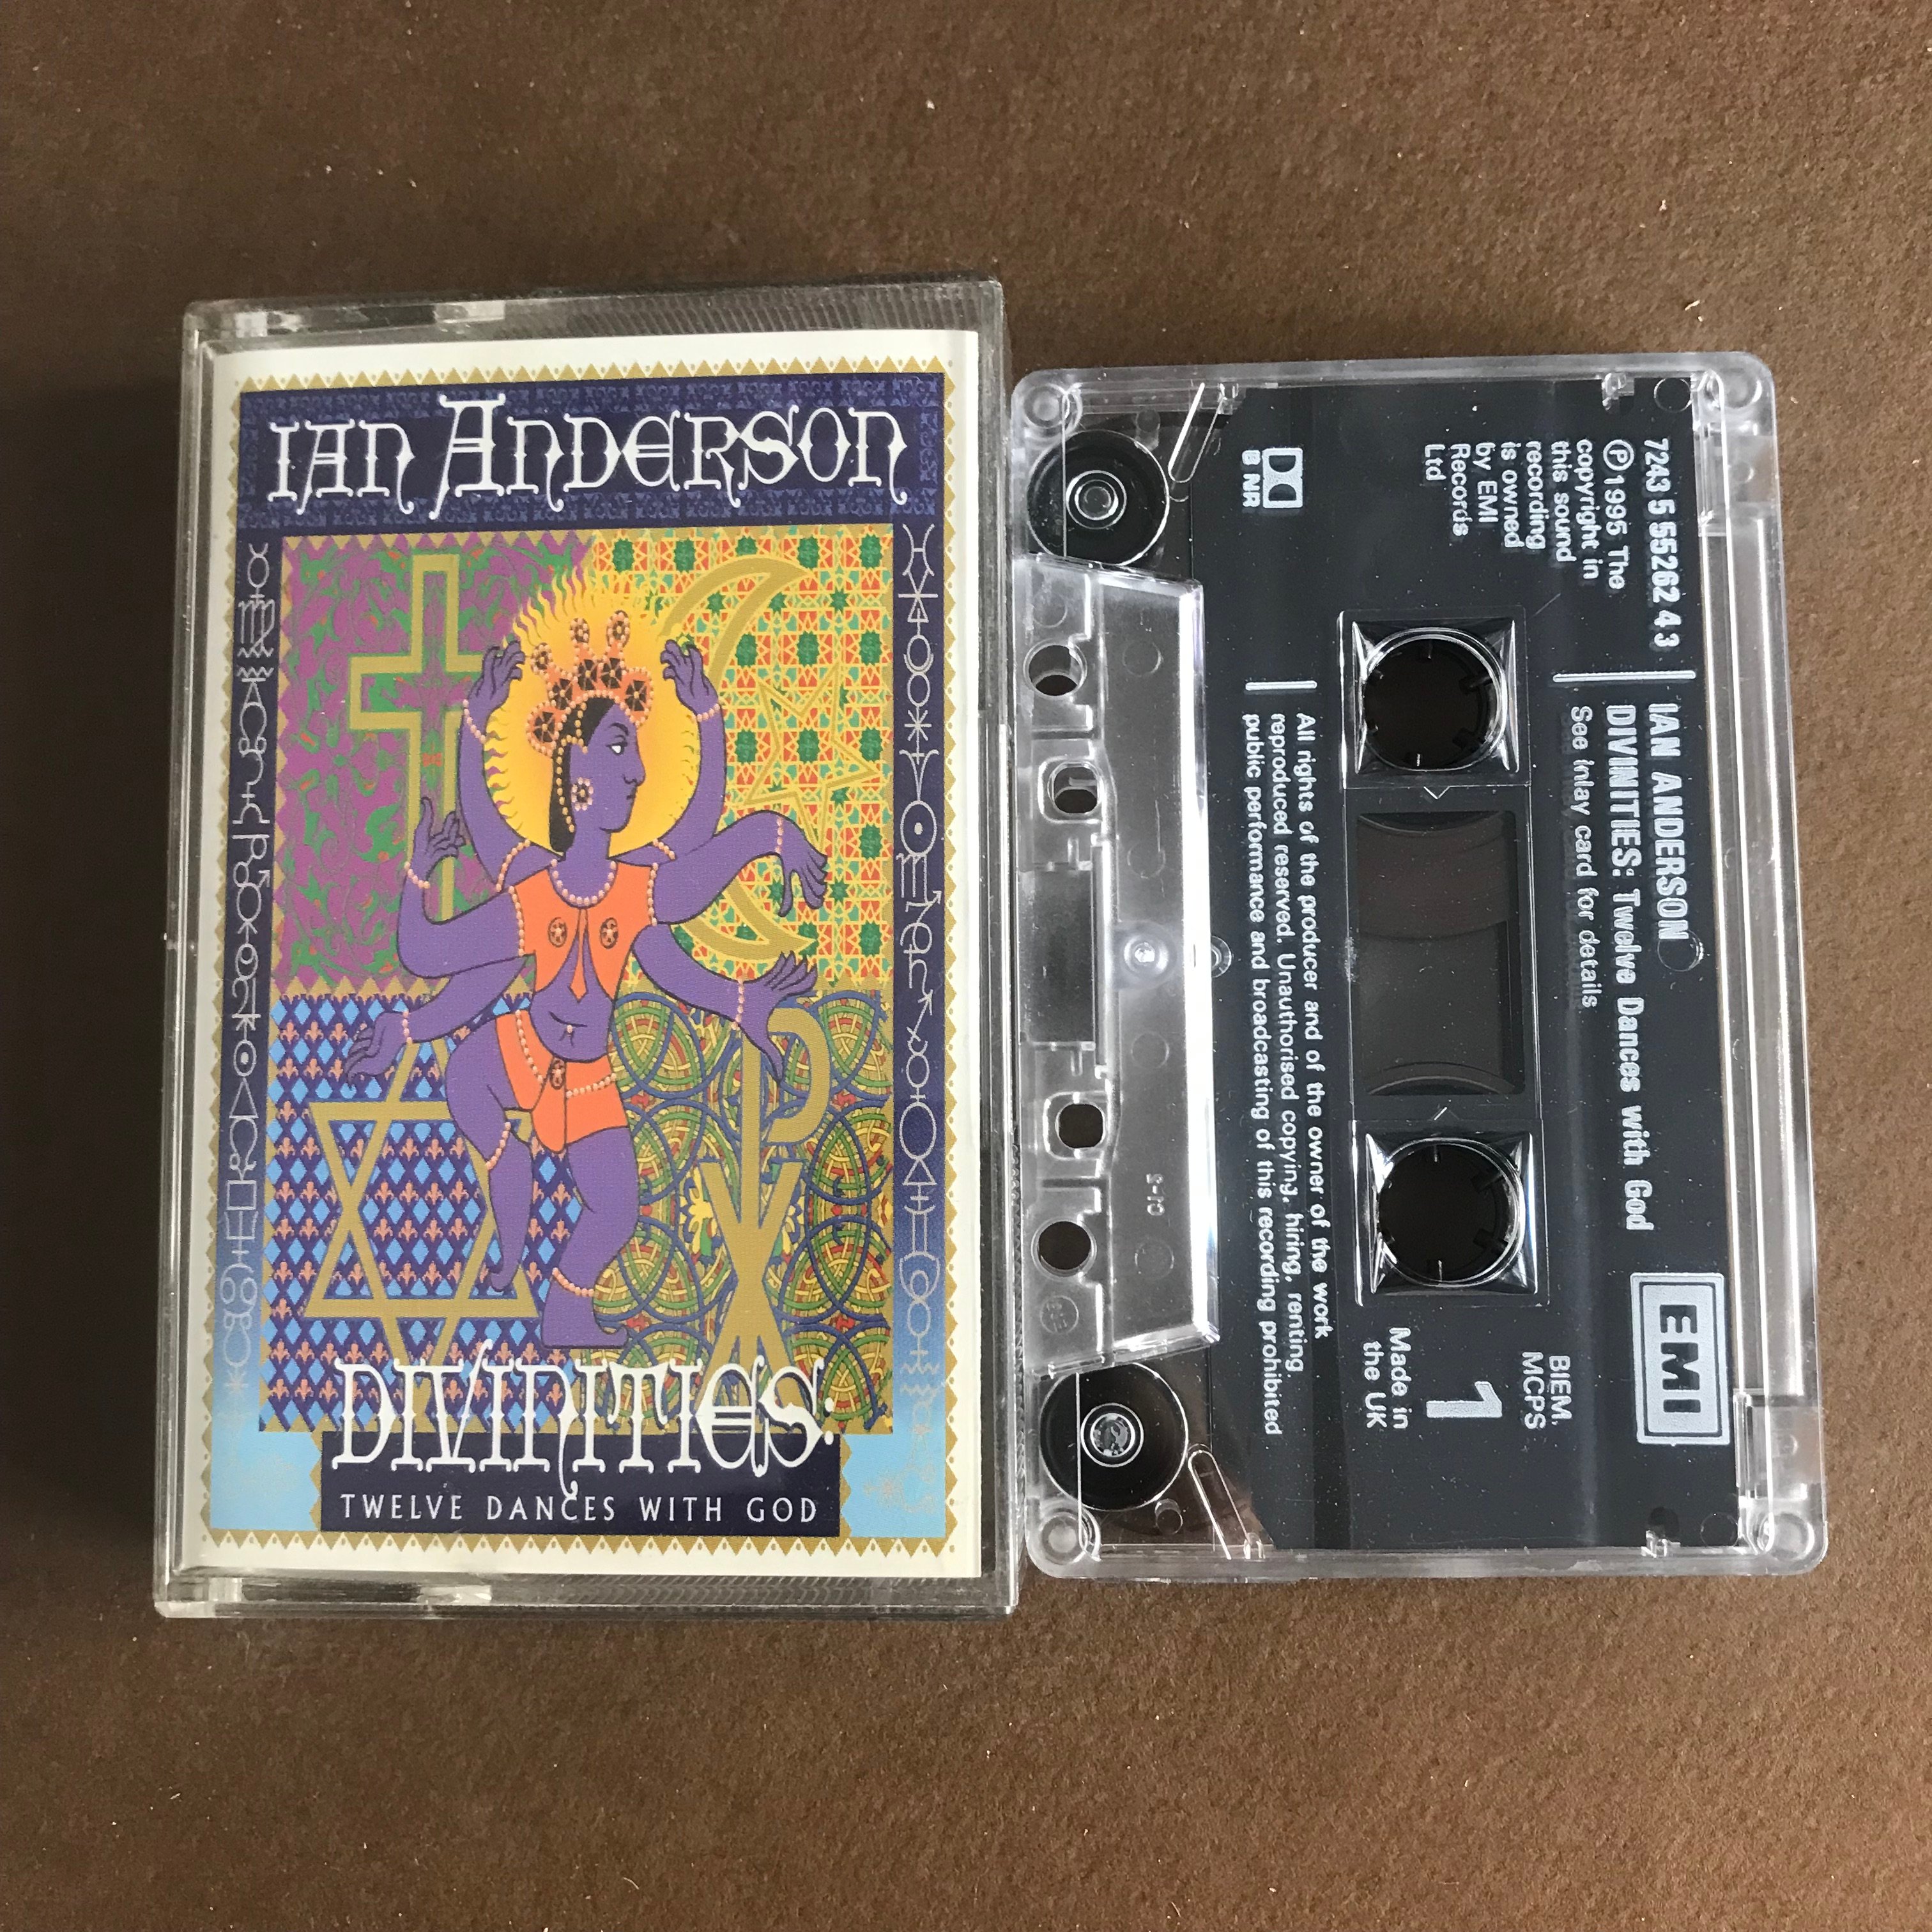 IAN ANDERSON
DIVINITIES:
TWELVE DANCES WITH GOD
7243 5 55262 4 3
℗1995 The
copyright in
this sound
recording
is owned
by EMI
Records
Ltd
B NR
IAN ANDERSON
DIVINITIES: Twelve Dances with God
See inlay card for details
EMI
BIEM.
MCPS
1
Made in
the UK
All rights of the producer and of the owner of the work
reproduced reserved. Unauthorised copying, hiring, renting,
public performance and broadcasting of this recording prohibited